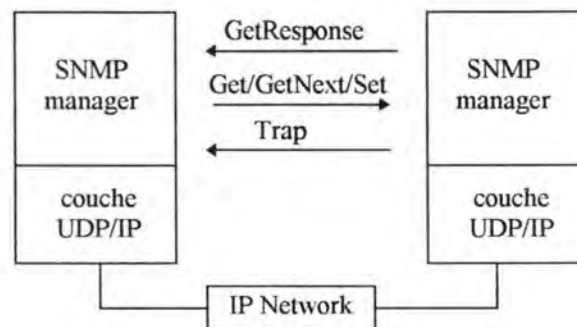 GetResponse
SNMP
manager
Get/GetNext/Set
Trap
SNMP
manager
couche
UDP/IP
couche
UDP/IP
IP Network